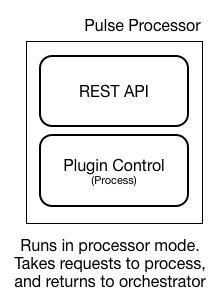 Pulse Processor
REST API
Plugin Control
(Process)
Runs in processor mode.
Takes requests to process,
and returns to orchestrator